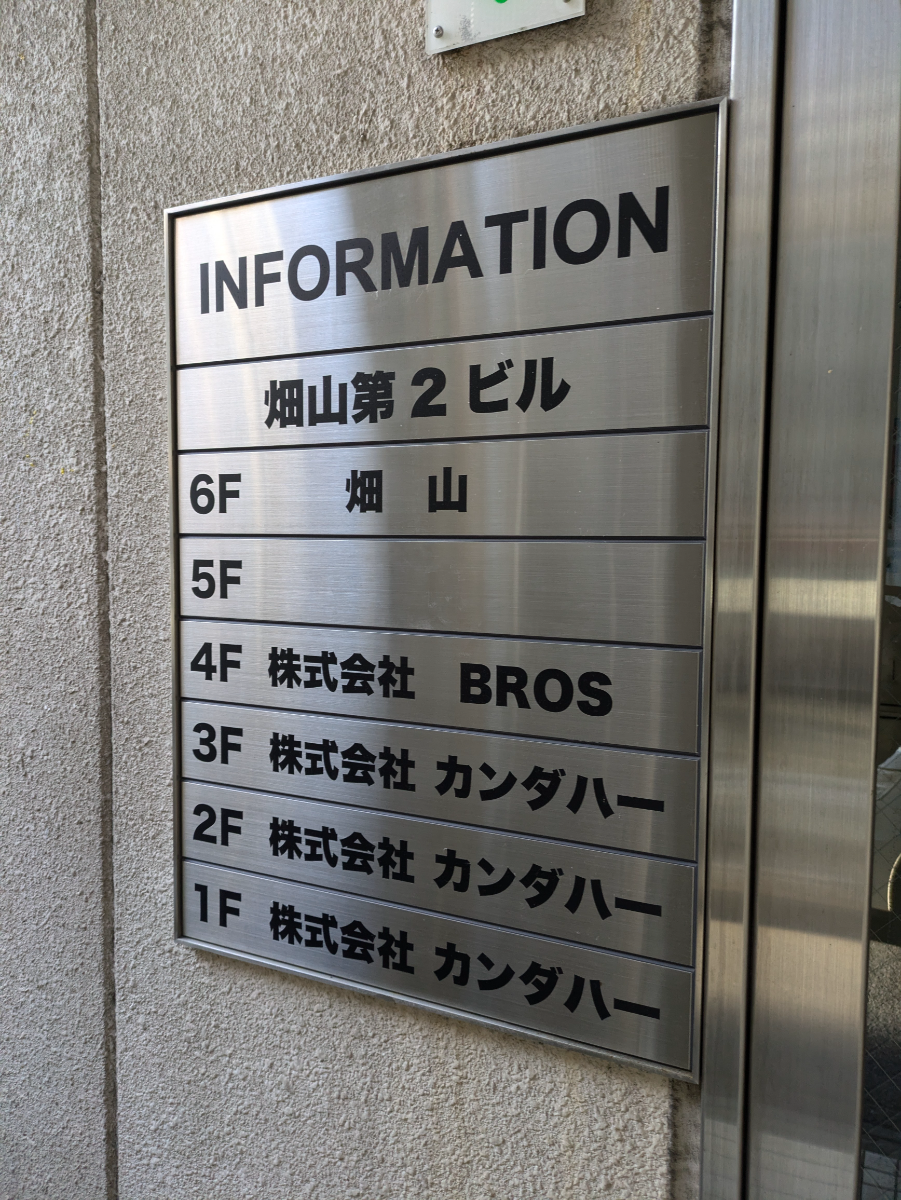 INFORMATION
畑山第2ビル
6F 畑 山
5F
4F 株式会社 BROS
3F 株式会社 カンダハー
2F 株式会社 カンダハー
1F 株式会社 カンダハー